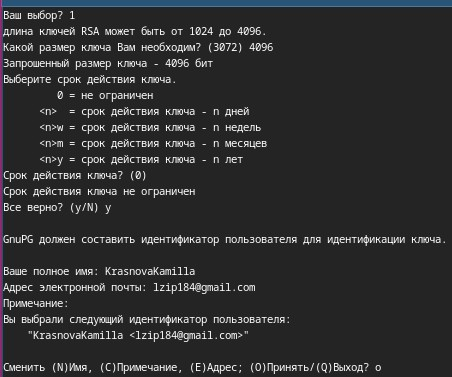 Ваш выбор? 1
длина ключей RSA может быть от 1024 до 4096.
Какой размер ключа Вам необходим? (3072) 4096
Запрошенный размер ключа - 4096 бит
Выберите срок действия ключа.
         0 = не ограничен
      <n>  = срок действия ключа - n дней
      <n>w = срок действия ключа - n недель
      <n>m = срок действия ключа - n месяцев
      <n>y = срок действия ключа - n лет
Срок действия ключа? (0)
Срок действия ключа не ограничен
Все верно? (y/N) y

GnuPG должен составить идентификатор пользователя для идентификации ключа.

Ваше полное имя: KrasnovaKamilla
Адрес электронной почты: lzip184@gmail.com
Примечание:
Вы выбрали следующий идентификатор пользователя:
    "KrasnovaKamilla <lzip184@gmail.com>"

Сменить (N)Имя, (C)Примечание, (E)Адрес; (O)Принять/(Q)Выход? o